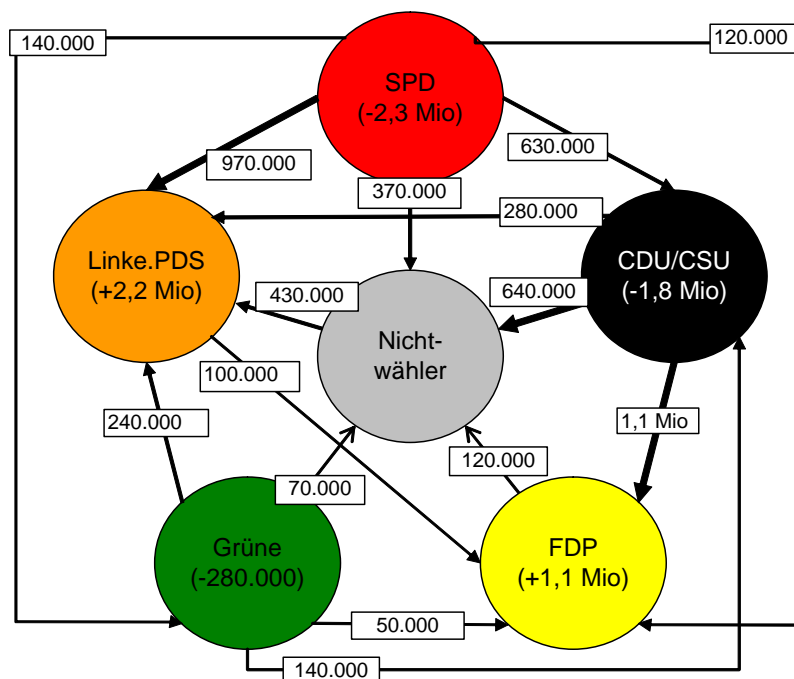 140.000
120.000
SPD
(-2,3 Mio)
630.000
970.000
370.000
280.000
Linke.PDS
(+2,2 Mio)
CDU/CSU
(-1,8 Mio)
430.000
640.000
Nicht-
wähler
100.000
240.000
1,1 Mio
120.000
70.000
Grüne
(-280.000)
FDP
(+1,1 Mio)
50.000
140.000